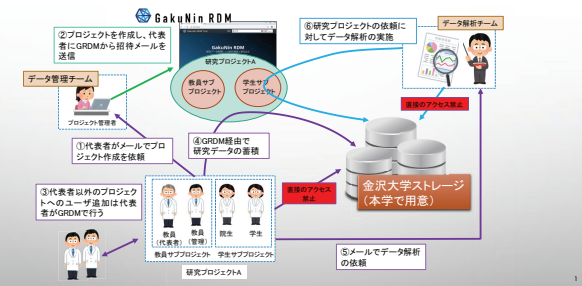 GakuNin RDM
②プロジェクトを作成し、代表
者にGRDMから招待メールを
送信
⑥研究プロジェクトの依頼に
対してデータ解析の実施
データ解析チーム
GakuNin RDM
研究プロジェクトA
教員サブ
プロジェクト
学生サブ
プロジェクト
データ管理チーム
プロジェクト管理者
直接のアクセス禁止
①代表者がメールでプロ
ジェクト作成を依頼
④GRDM経由で
研究データの蓄積
金沢大学ストレージ
(本学で用意)
③代表者以外のプロジェク
トへのユーザ追加は代表
者がGRDMで行う
直接のアクセス
禁止
教員
(代表者)
教員
(管理)
院生
学生
教員サブプロジェクト
学生サブプロジェクト
研究プロジェクトA
⑤メールでデータ解析
の依頼
1